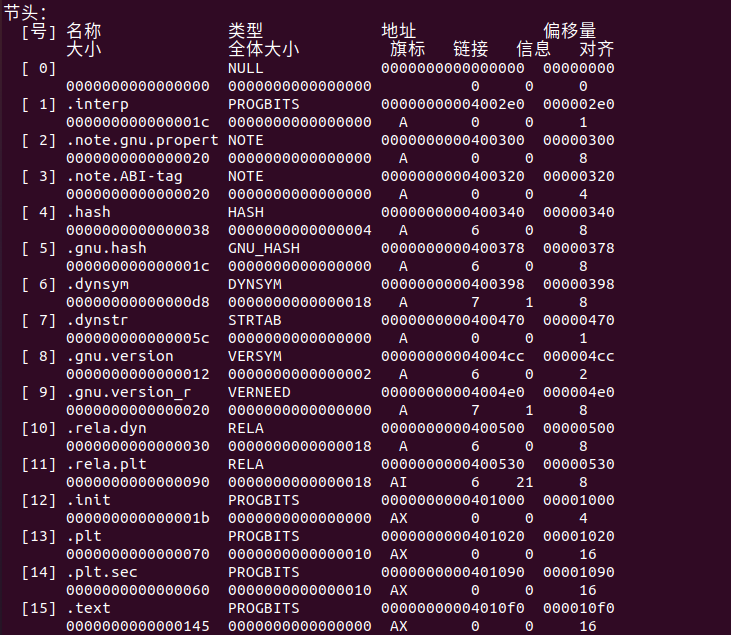 节头：
[号] 名称 类型 地址 偏移量
大小 全体大小 旗标 链接 信息 对齐
[ 0] NULL 0000000000000000 00000000
0000000000000000 0000000000000000 0 0 0
[ 1] .interp PROGBITS 00000000004002e0 000002e0
000000000000001c 0000000000000000 A 0 0 1
[ 2] .note.gnu.propert NOTE 0000000000400300 00000300
0000000000000020 0000000000000000 A 0 0 8
[ 3] .note.ABI-tag NOTE 0000000000400320 00000320
0000000000000020 0000000000000000 A 0 0 4
[ 4] .hash HASH 0000000000400340 00000340
0000000000000038 0000000000000004 A 6 0 8
[ 5] .gnu.hash GNU_HASH 0000000000400378 00000378
000000000000001c 0000000000000000 A 6 0 8
[ 6] .dynsym DYNSYM 0000000000400398 00000398
00000000000000d8 0000000000000018 A 7 1 8
[ 7] .dynstr STRTAB 0000000000400470 00000470
000000000000005c 0000000000000000 A 0 0 1
[ 8] .gnu.version VERSYM 00000000004004cc 000004cc
0000000000000012 0000000000000002 A 6 0 2
[ 9] .gnu.version_r VERNEED 00000000004004e0 000004e0
0000000000000020 0000000000000000 A 7 1 8
[10] .rela.dyn RELA 0000000000400500 00000500
0000000000000030 0000000000000018 A 6 0 8
[11] .rela.plt RELA 0000000000400530 00000530
0000000000000090 0000000000000018 AI 6 21 8
[12] .init PROGBITS 0000000000401000 00001000
000000000000001b 0000000000000000 AX 0 0 4
[13] .plt PROGBITS 0000000000401020 00001020
0000000000000070 0000000000000010 AX 0 0 16
[14] .plt.sec PROGBITS 0000000000401090 00001090
0000000000000060 0000000000000010 AX 0 0 16
[15] .text PROGBITS 00000000004010f0 000010f0
0000000000000145 0000000000000000 AX 0 0 16